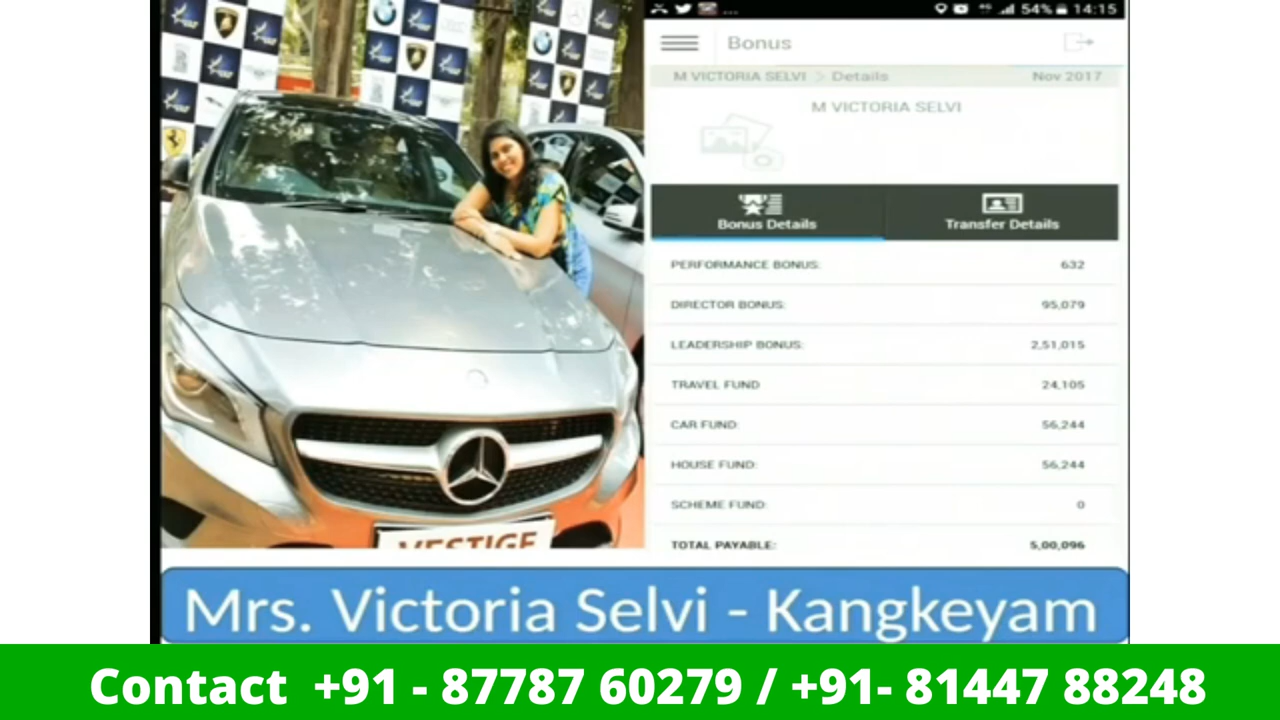 ... 54% 14:15
Bonus
M VICTORIA SELVI > Details Nov 2017
M VICTORIA SELVI
Bonus Details Transfer Details
PERFORMANCE BONUS: 632
DIRECTOR BONUS: 95,079
LEADERSHIP BONUS: 2,51,015
TRAVEL FUND 24,105
CAR FUND: 56,244
HOUSE FUND: 56,244
SCHEME FUND: 0
TOTAL PAYABLE: 5,00,096
VESTIGE
Mrs. Victoria Selvi - Kangkeyam
Contact +91 - 87787 60279 / +91- 81447 88248